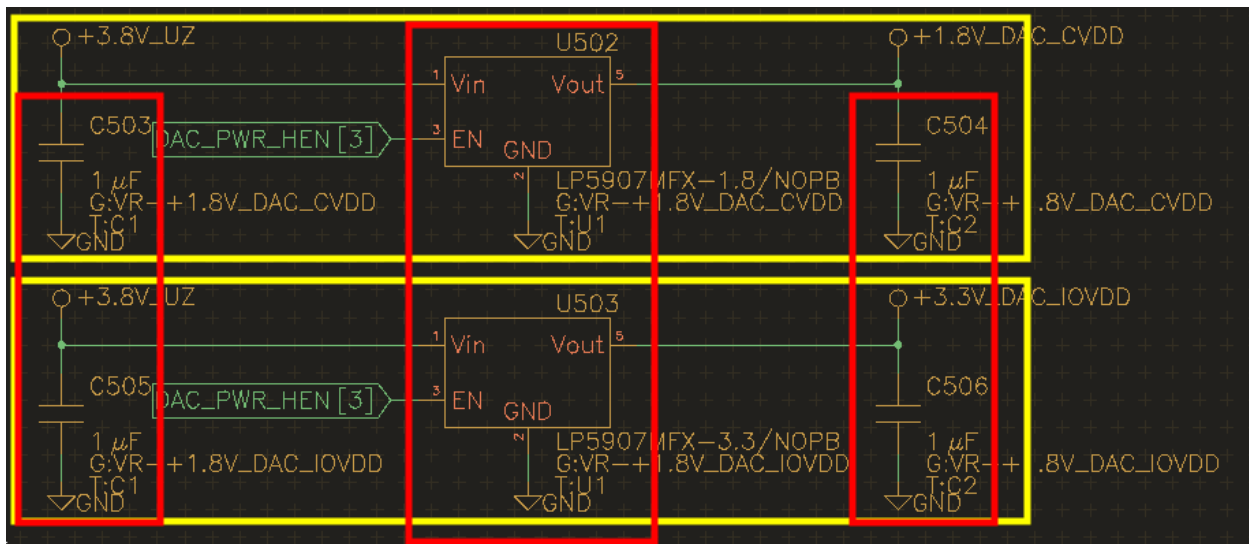 +3.8V_UZ
U502
+1.8V_DAC_CVDD
1
Vin
Vout
5
C503
DAC_PWR_HEN[3]
3
EN
GND
2
C504
1 µF
G:VR-+1.8V_DAC_CVDD
T:C1
GND
LP5907MFX-1.8/NOPB
G:VR-+1.8V_DAC_CVDD
T:U1
GND
1 µF
G:VR-+1.8V_DAC_CVDD
T:C2
GND
+3.8V_UZ
U503
+3.3V_DAC_IOVDD
1
Vin
Vout
5
C505
DAC_PWR_HEN[3]
3
EN
GND
2
C506
1 µF
G:VR-+1.8V_DAC_IOVDD
T:C1
GND
LP5907MFX-3.3/NOPB
G:VR-+1.8V_DAC_IOVDD
T:U1
GND
1 µF
G:VR-+1.8V_DAC_IOVDD
T:C2
GND